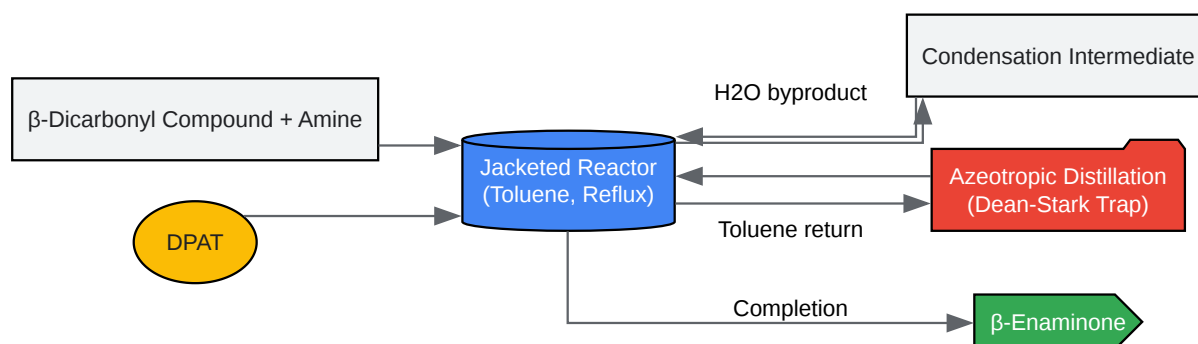 Condensation Intermediate
H2O byproduct
β-Dicarbonyl Compound + Amine
Jacketed Reactor
(Toluene, Reflux)
Azeotropic Distillation
(Dean-Stark Trap)
DPAT
Toluene return
Completion
β-Enaminone